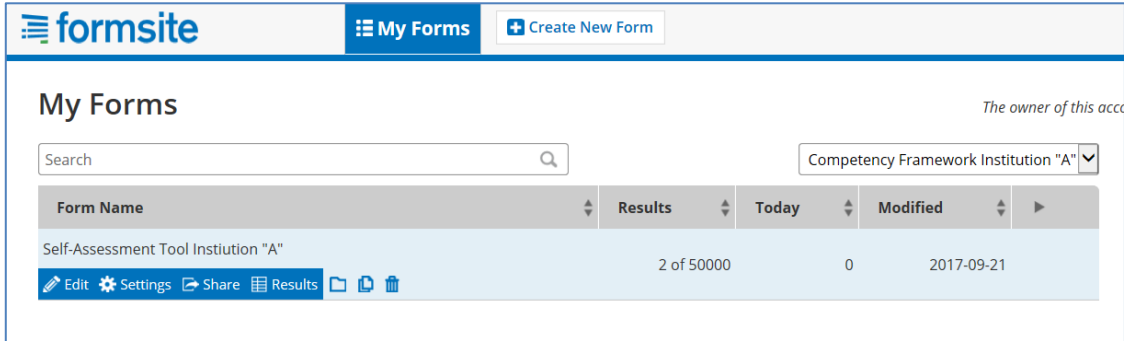 formsite My Forms Create New Form
My Forms
The owner of this acco
Search Competency Framework Institution "A"
Form Name Results Today Modified
Self-Assessment Tool Instiution "A"
2 of 50000 0 2017-09-21
Edit Settings Share Results